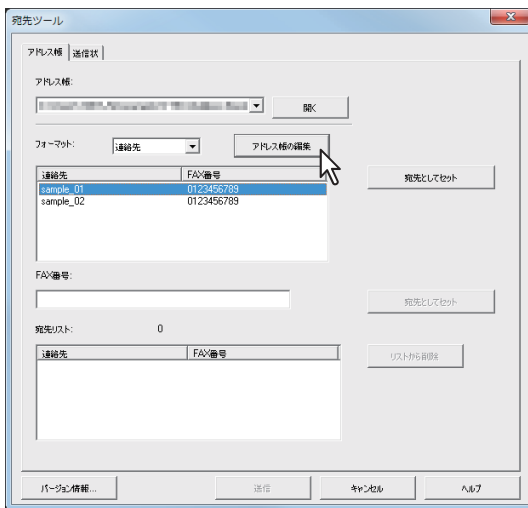 宛先ツール
アドレス帳 送信状
アドレス帳:
開く
フォーマット: 連絡先 アドレス帳の編集
連絡先 FAX番号
sample_01 0123456789
sample_02 0123456789
宛先としてセット
FAX番号:
宛先としてセット
宛先リスト: 0
連絡先 FAX番号
リストから削除
バージョン情報... 送信 キャンセル ヘルプ